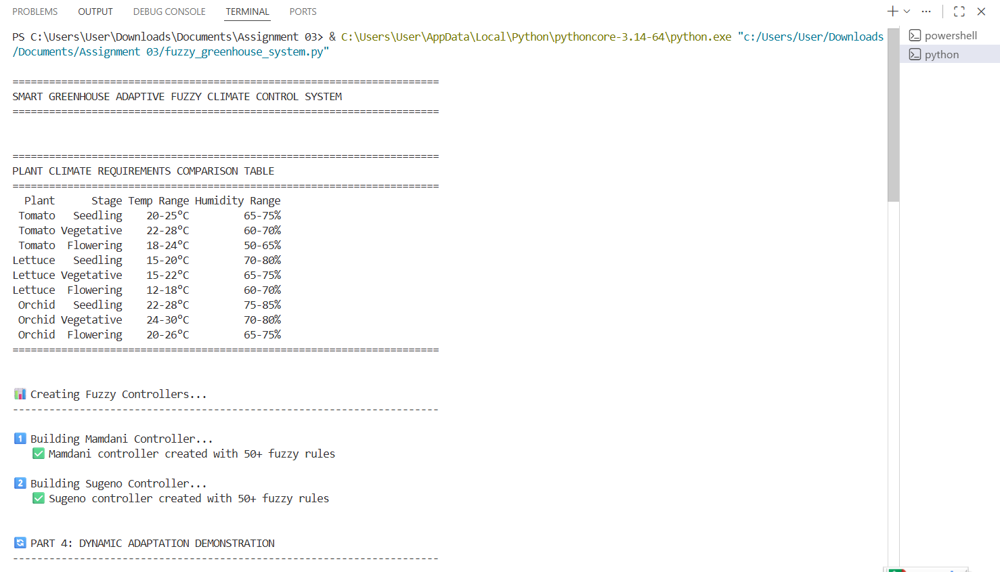 PROBLEMS OUTPUT DEBUG CONSOLE TERMINAL PORTS
PS C:\Users\User\Downloads\Documents\Assignment 03> & C:\Users\User\AppData\Local\Python\pythoncore-3.14-64\python.exe "c:/Users/User/Downloads
/Documents/Assignment 03/fuzzy_greenhouse_system.py"
powershell
python
======================================================================
SMART GREENHOUSE ADAPTIVE FUZZY CLIMATE CONTROL SYSTEM
======================================================================
======================================================================
PLANT CLIMATE REQUIREMENTS COMPARISON TABLE
======================================================================
Plant Stage Temp Range Humidity Range
Tomato Seedling 20-25°C 65-75%
Tomato Vegetative 22-28°C 60-70%
Tomato Flowering 18-24°C 50-65%
Lettuce Seedling 15-20°C 70-80%
Lettuce Vegetative 15-22°C 65-75%
Lettuce Flowering 12-18°C 60-70%
Orchid Seedling 22-28°C 75-85%
Orchid Vegetative 24-30°C 70-80%
Orchid Flowering 20-26°C 65-75%
======================================================================
📊 Creating Fuzzy Controllers...
----------------------------------------------------------------------
1️⃣ Building Mamdani Controller...
✅ Mamdani controller created with 50+ fuzzy rules
2️⃣ Building Sugeno Controller...
✅ Sugeno controller created with 50+ fuzzy rules
🔄 PART 4: DYNAMIC ADAPTATION DEMONSTRATION
----------------------------------------------------------------------